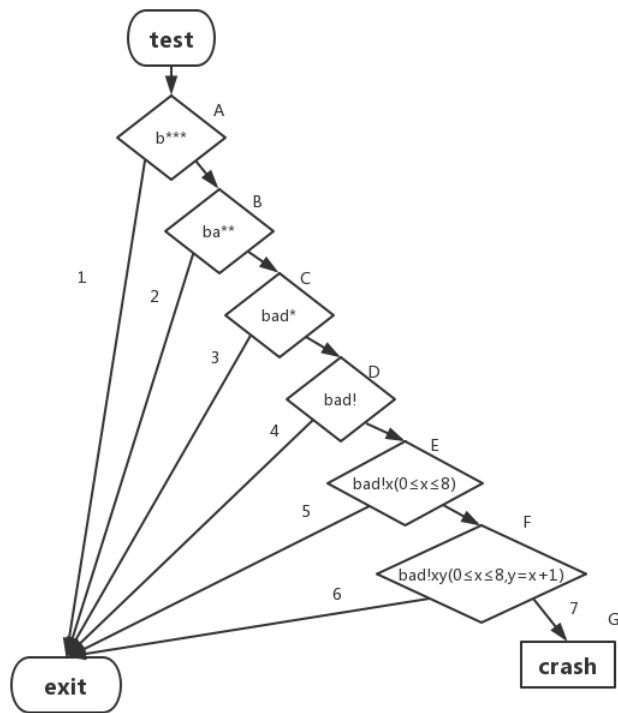 test
A
b***
B
ba**
1
2
C
bad*
3
D
bad!
4
E
bad!x(0≤x≤8)
5
F
bad!xy(0≤x≤8,y=x+1)
6
7
G
crash
exit